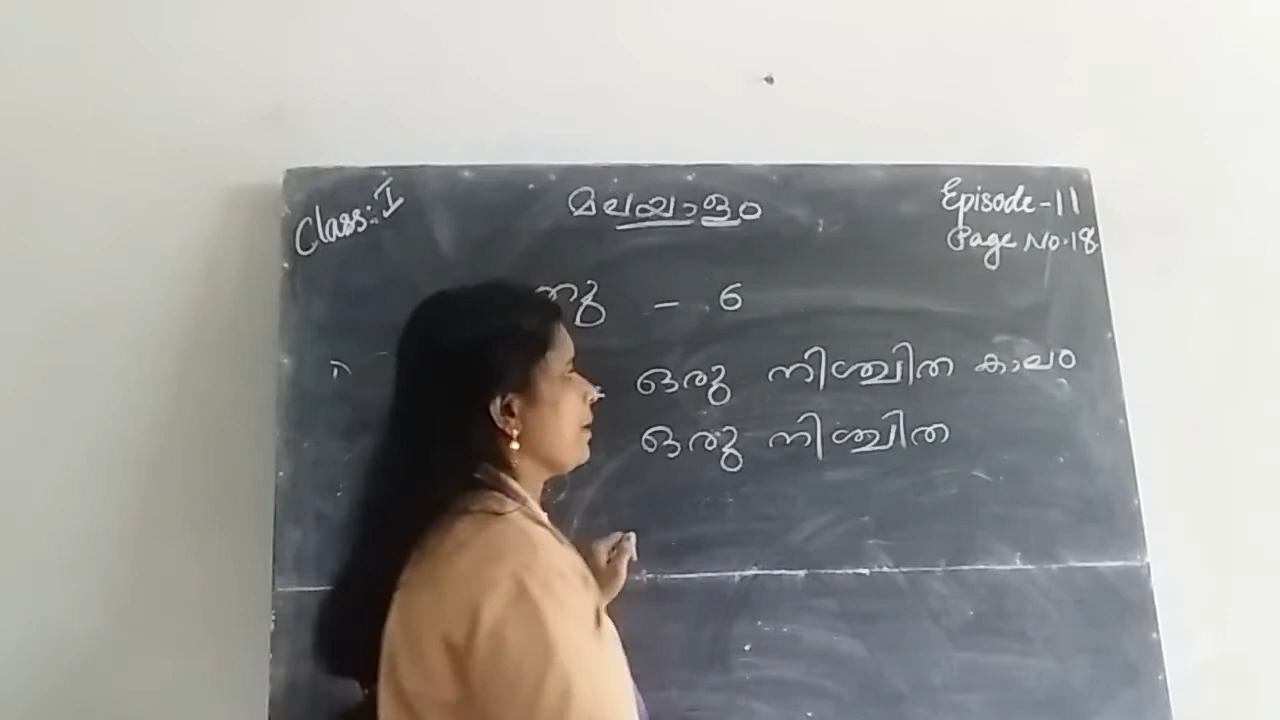 Class: I
മലയാളം
Episode-11
Page No.18
തു - 6
ഒരു നിശ്ചിത കാലം
ഒരു നിശ്ചിത